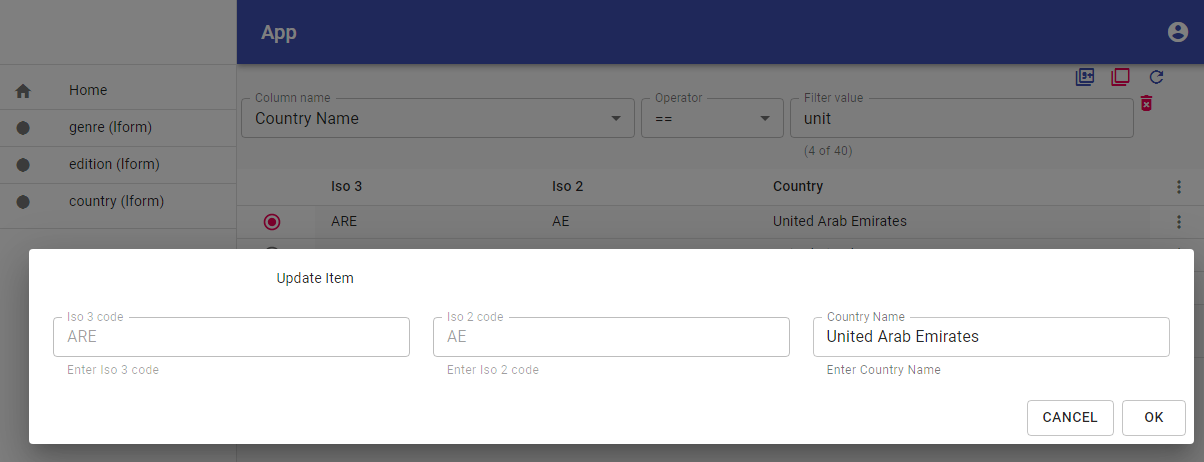 App
Home
genre (lform)
edition (lform)
country (lform)
9+
Column name
Country Name
Operator
==
Filter value
unit
(4 of 40)
Iso 3 Iso 2 Country
ARE AE United Arab Emirates
Update Item
Iso 3 code
ARE
Enter Iso 3 code
Iso 2 code
AE
Enter Iso 2 code
Country Name
United Arab Emirates
Enter Country Name
CANCEL OK